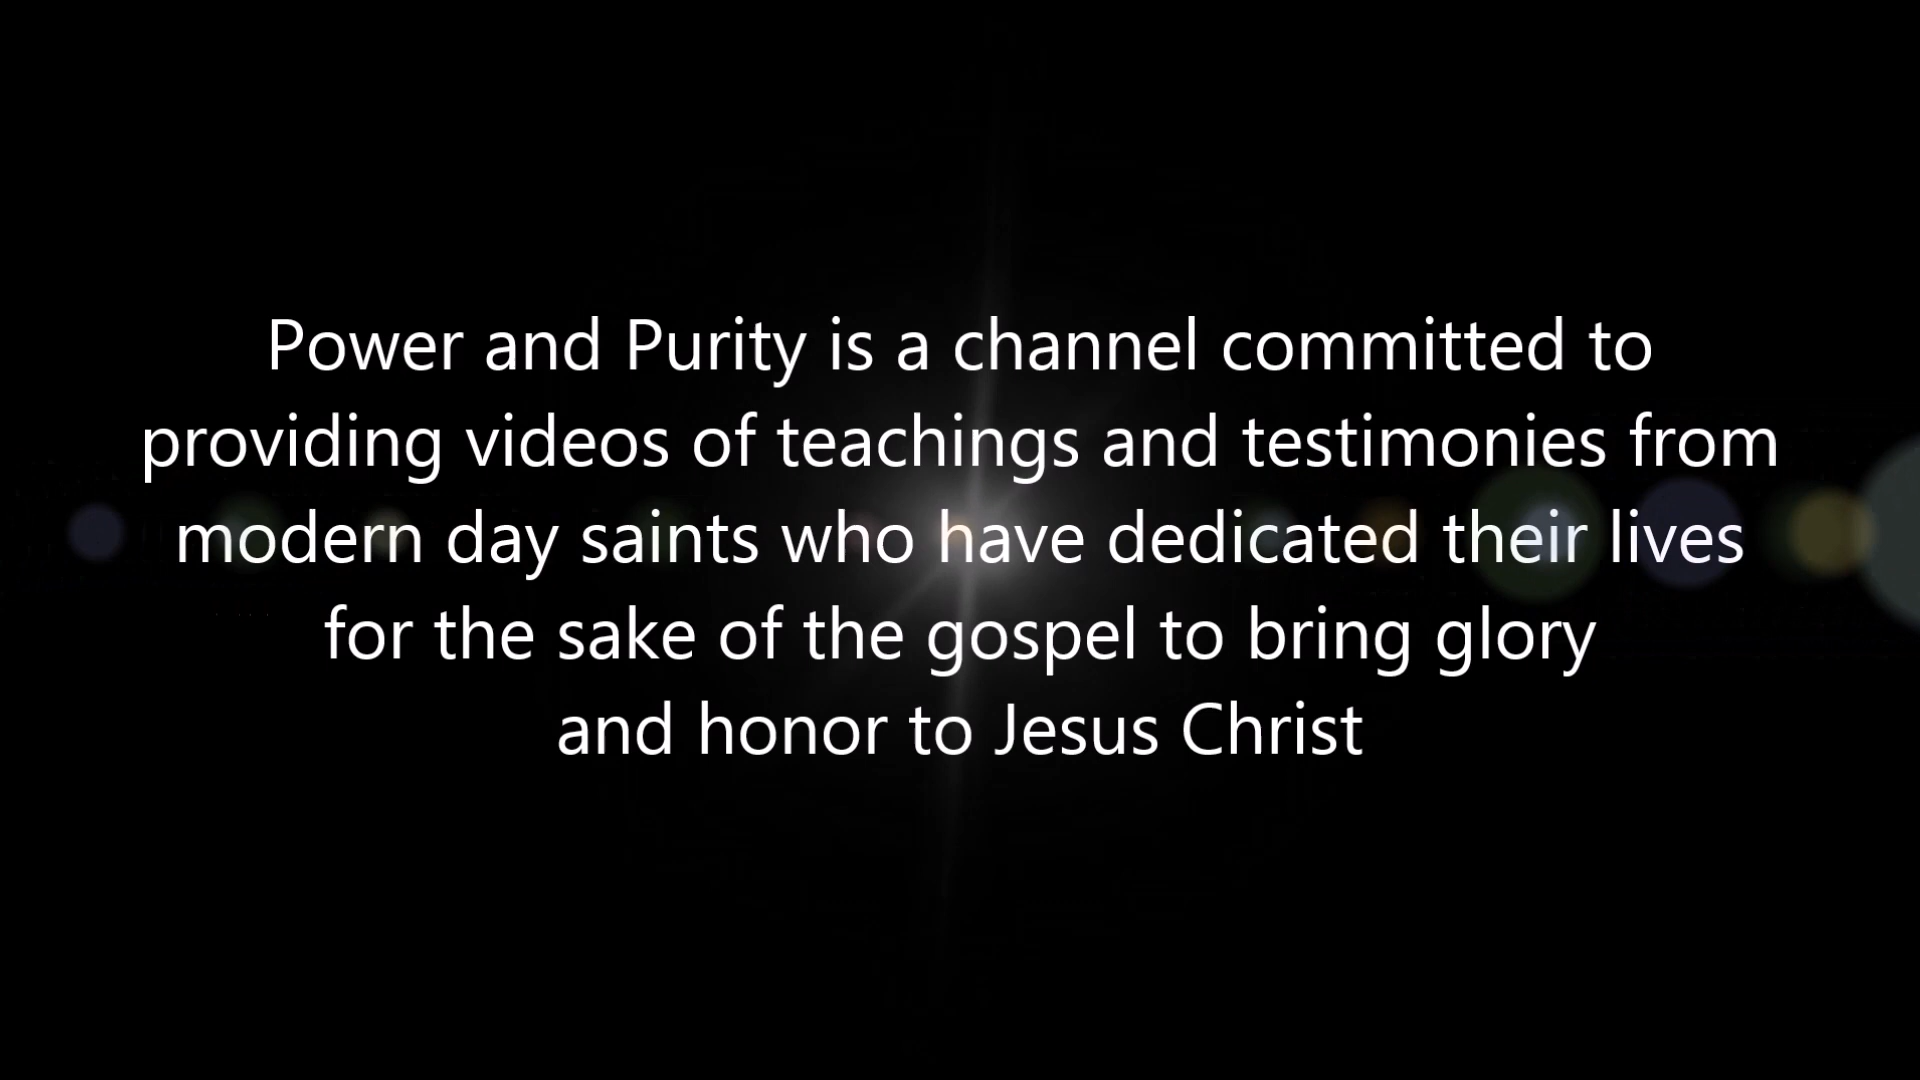 Power and Purity is a channel committed to
providing videos of teachings and testimonies from
modern day saints who have dedicated their lives
for the sake of the gospel to bring glory
and honor to Jesus Christ